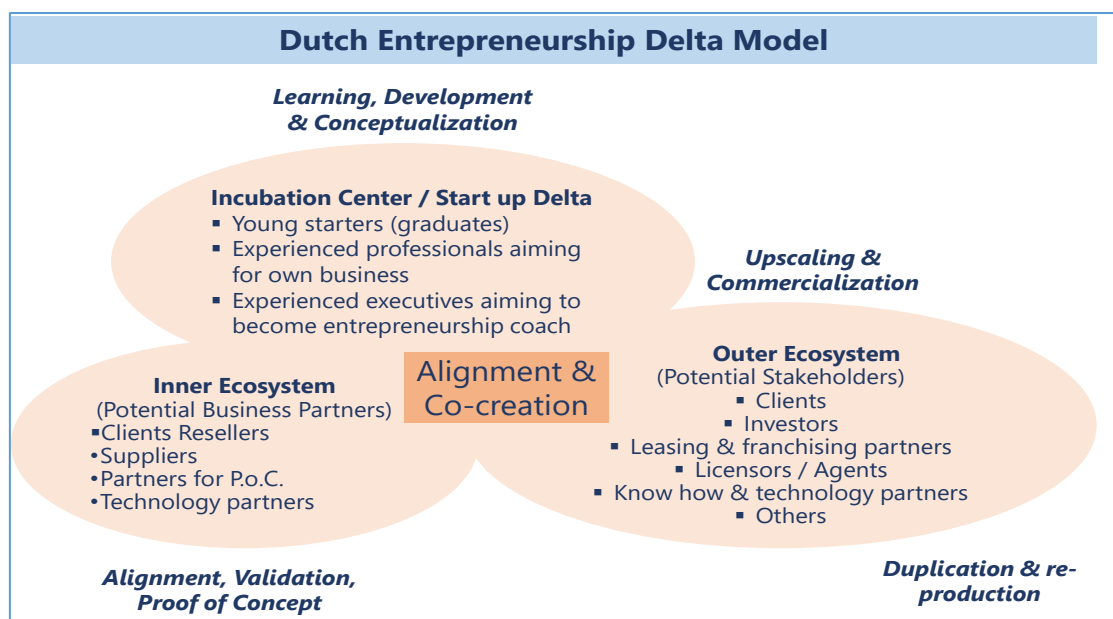 Dutch Entrepreneurship Delta Model
Learning, Development
& Conceptualization
Incubation Center / Start up Delta
▪ Young starters (graduates)
▪ Experienced professionals aiming
for own business
▪ Experienced executives aiming to
become entrepreneurship coach
Upscaling &
Commercialization
Inner Ecosystem
(Potential Business Partners)
▪Clients Resellers
•Suppliers
•Partners for P.o.C.
•Technology partners
Alignment &
Co-creation
Outer Ecosystem
(Potential Stakeholders)
▪ Clients
▪ Investors
▪ Leasing & franchising partners
▪ Licensors / Agents
▪ Know how & technology partners
▪ Others
Alignment, Validation,
Proof of Concept
Duplication & re-
production